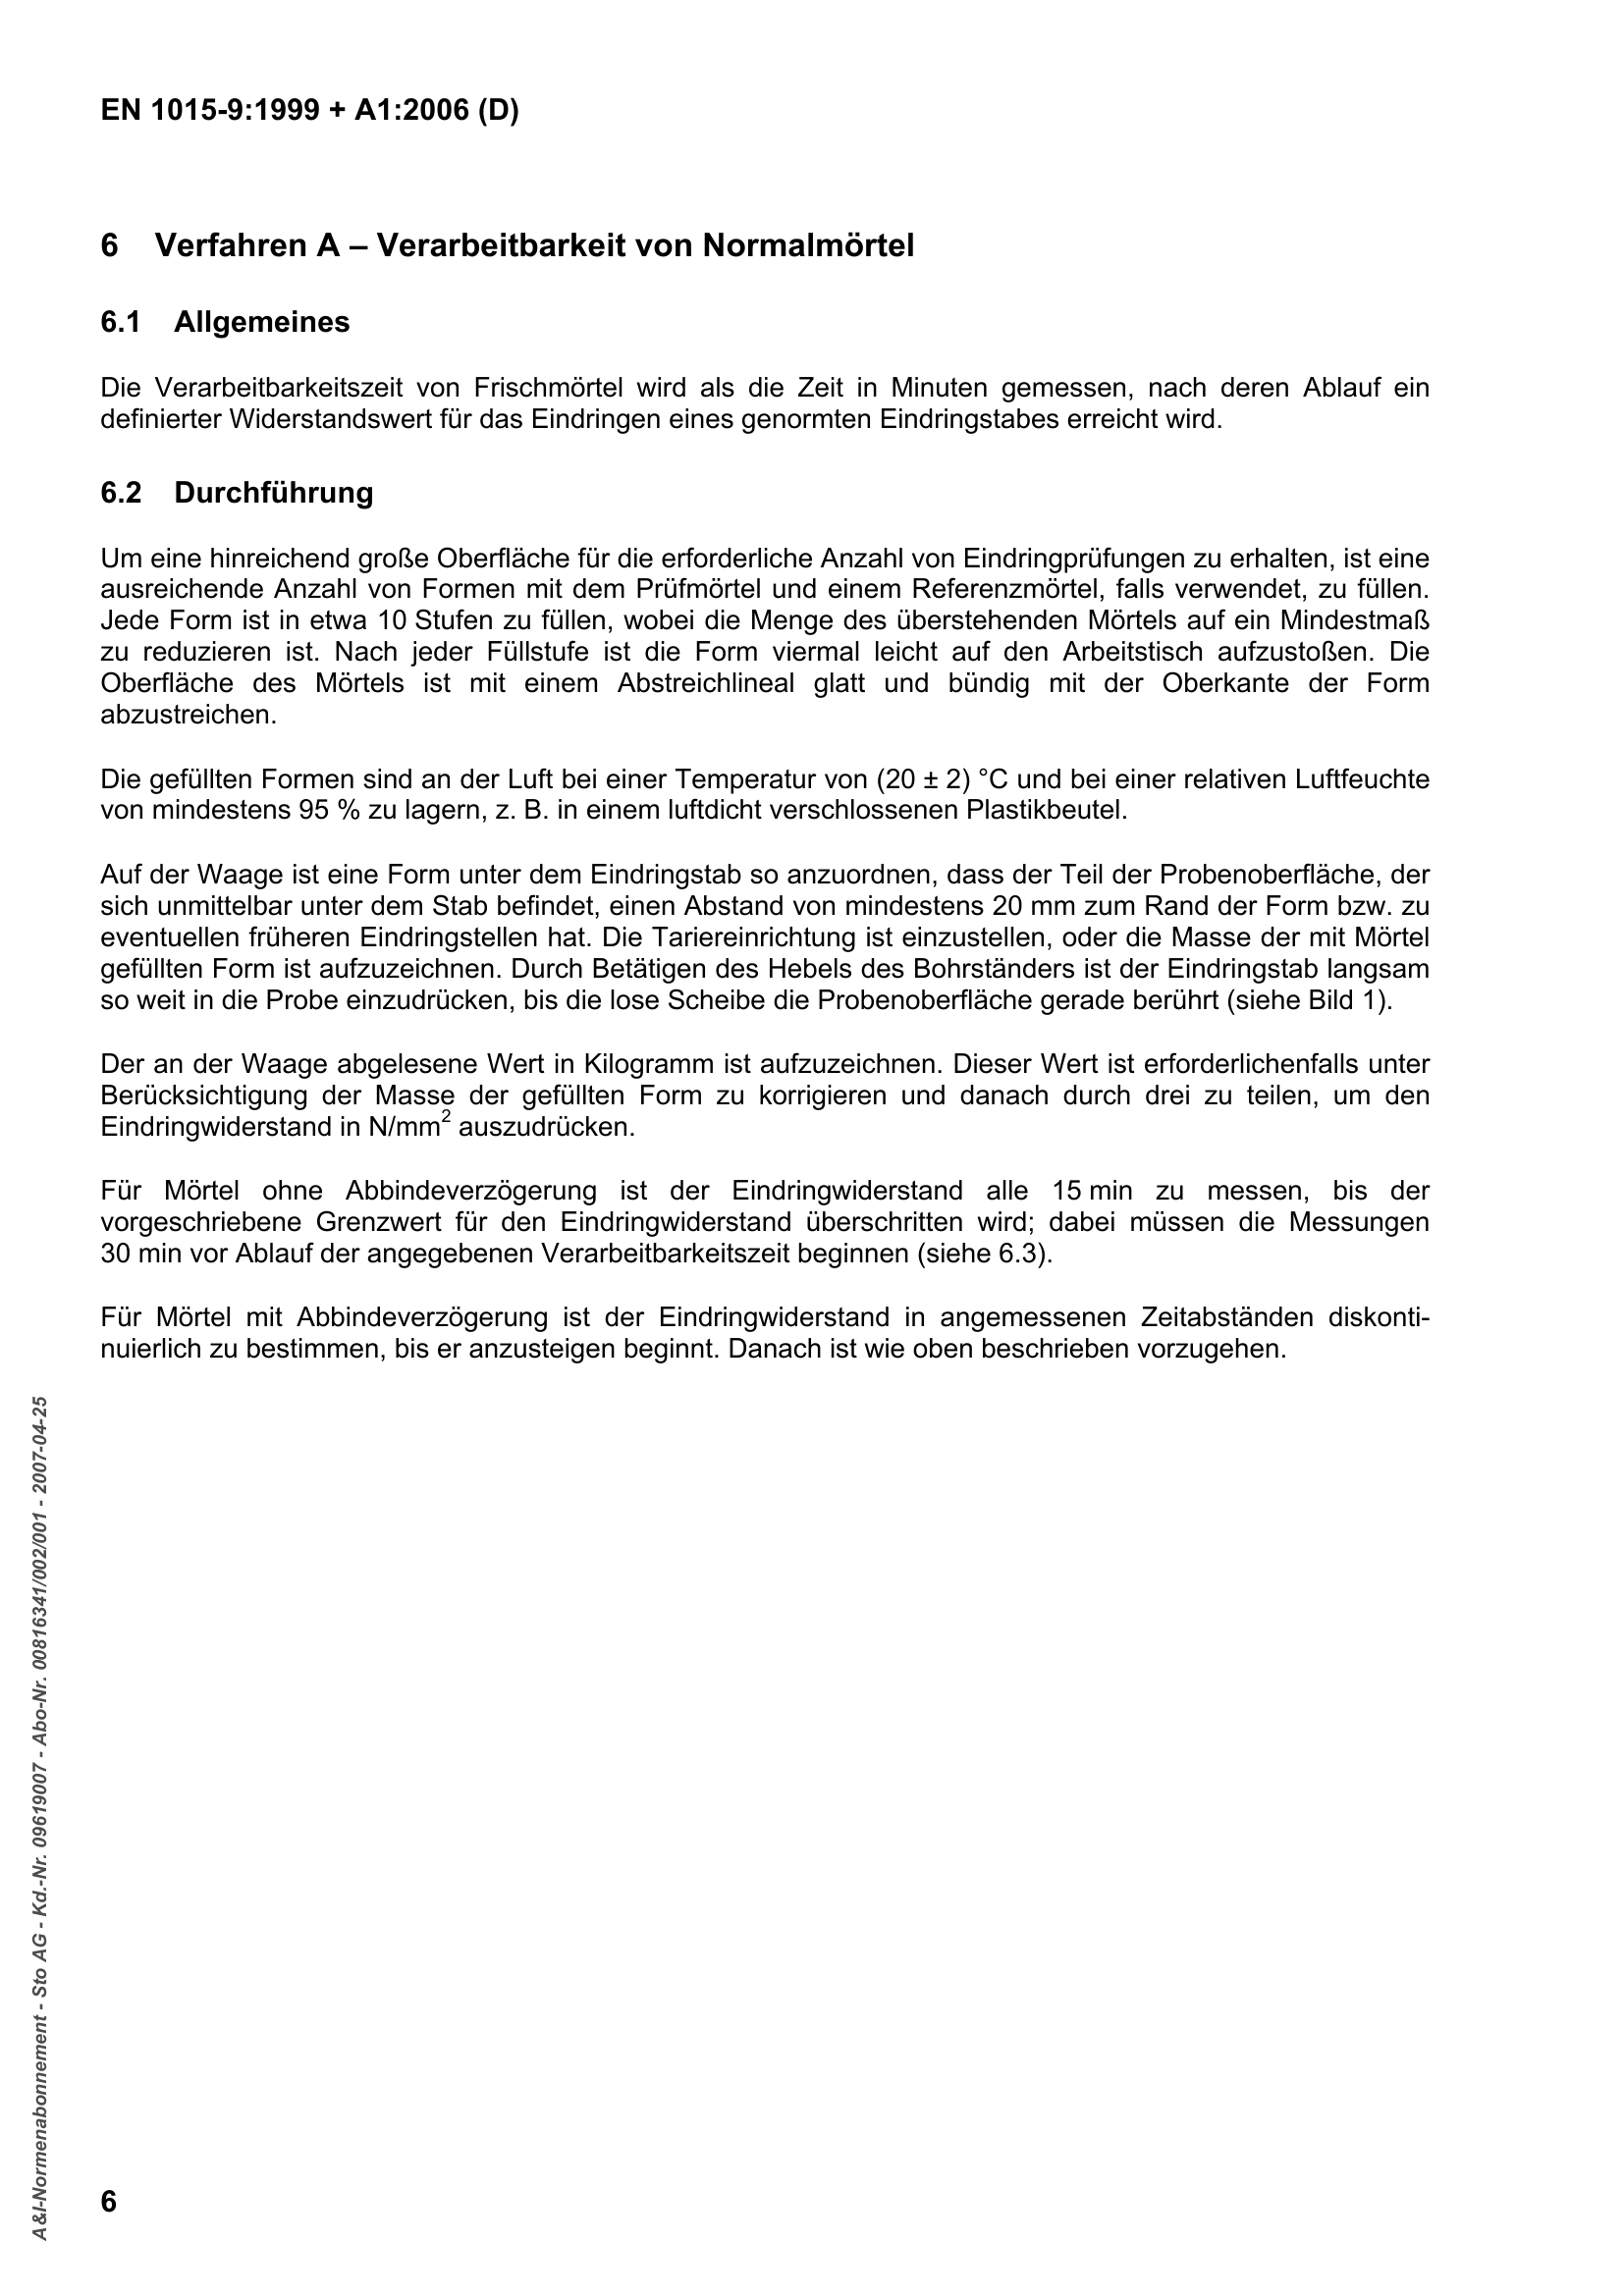 EN 1015-9:1999 + A1:2006 (D)
6 Verfahren A – Verarbeitbarkeit von Normalmörtel
6.1 Allgemeines
Die Verarbeitbarkeitszeit von Frischmörtel wird als die Zeit in Minuten gemessen, nach deren Ablauf ein
definierter Widerstandswert für das Eindringen eines genormten Eindringstabes erreicht wird.
6.2 Durchführung
Um eine hinreichend große Oberfläche für die erforderliche Anzahl von Eindringprüfungen zu erhalten, ist eine
ausreichende Anzahl von Formen mit dem Prüfmörtel und einem Referenzmörtel, falls verwendet, zu füllen.
Jede Form ist in etwa 10 Stufen zu füllen, wobei die Menge des überstehenden Mörtels auf ein Mindestmaß
zu reduzieren ist. Nach jeder Füllstufe ist die Form viermal leicht auf den Arbeitstisch aufzustoßen. Die
Oberfläche des Mörtels ist mit einem Abstreichlineal glatt und bündig mit der Oberkante der Form
abzustreichen.
Die gefüllten Formen sind an der Luft bei einer Temperatur von (20 ± 2) °C und bei einer relativen Luftfeuchte
von mindestens 95 % zu lagern, z. B. in einem luftdicht verschlossenen Plastikbeutel.
Auf der Waage ist eine Form unter dem Eindringstab so anzuordnen, dass der Teil der Probenoberfläche, der
sich unmittelbar unter dem Stab befindet, einen Abstand von mindestens 20 mm zum Rand der Form bzw. zu
eventuellen früheren Eindringstellen hat. Die Tariereinrichtung ist einzustellen, oder die Masse der mit Mörtel
gefüllten Form ist aufzuzeichnen. Durch Betätigen des Hebels des Bohrständers ist der Eindringstab langsam
so weit in die Probe einzudrücken, bis die lose Scheibe die Probenoberfläche gerade berührt (siehe Bild 1).
Der an der Waage abgelesene Wert in Kilogramm ist aufzuzeichnen. Dieser Wert ist erforderlichenfalls unter
Berücksichtigung der Masse der gefüllten Form zu korrigieren und danach durch drei zu teilen, um den
Eindringwiderstand in N/mm² auszudrücken.
Für Mörtel ohne Abbindeverzögerung ist der Eindringwiderstand alle 15 min zu messen, bis der
vorgeschriebene Grenzwert für den Eindringwiderstand überschritten wird; dabei müssen die Messungen
30 min vor Ablauf der angegebenen Verarbeitbarkeitszeit beginnen (siehe 6.3).
Für Mörtel mit Abbindeverzögerung ist der Eindringwiderstand in angemessenen Zeitabständen diskonti-
nuierlich zu bestimmen, bis er anzusteigen beginnt. Danach ist wie oben beschrieben vorzugehen.
A&I-Normenabonnement - Sto AG - Kd.-Nr. 09619007 - Abo-Nr. 00816341/002/001 - 2007-04-25
6